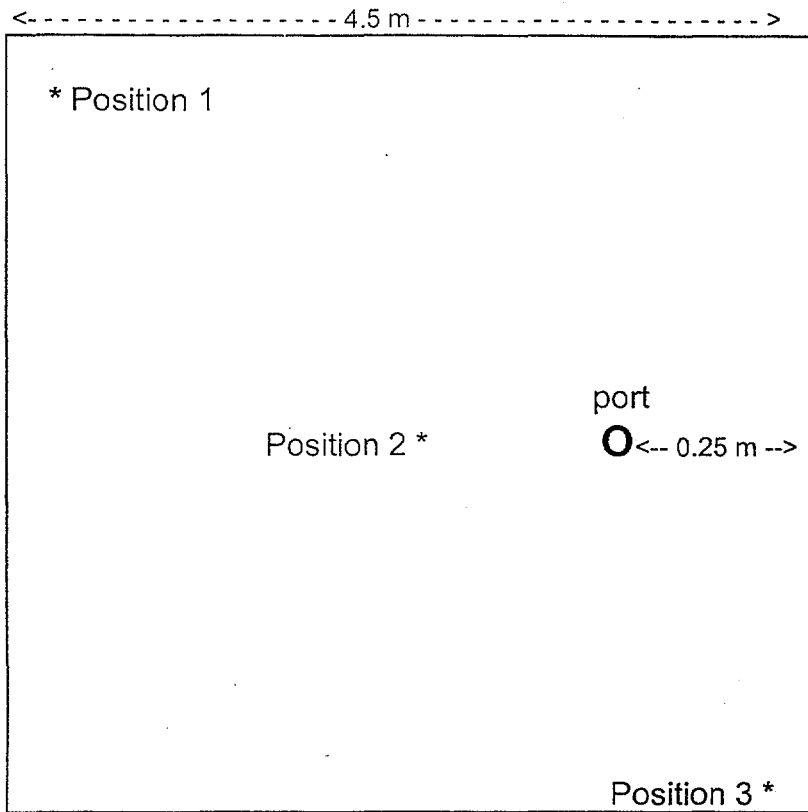 <- - - - - - - - - - - - - - - - - - - 4.5 m - - - - - - - - - - - - - - - - - - - - - >
* Position 1
port
Position 2 *
O<-- 0.25 m -->
Position 3 *